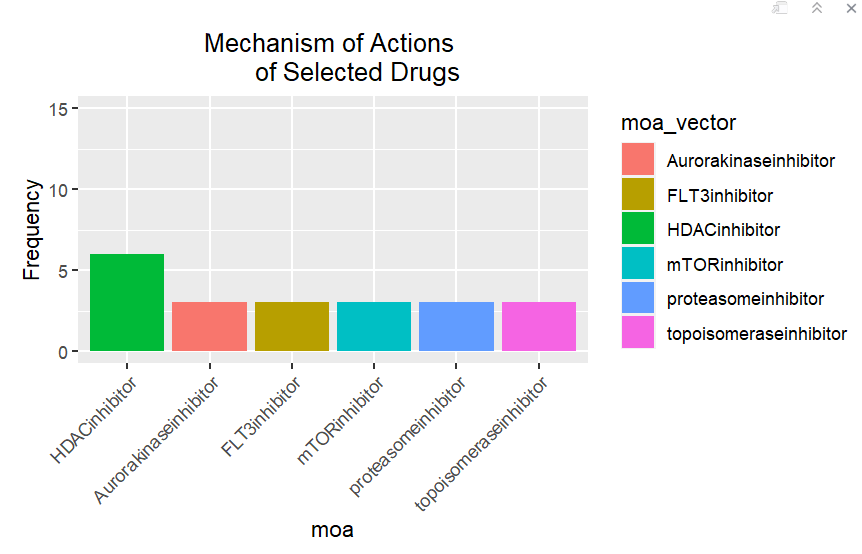 Mechanism of Actions
of Selected Drugs
15
10
5
0
Frequency
HDACinhibitor
Aurorakinaseinhibitor
FLT3inhibitor
mTORinhibitor
proteasomeinhibitor
topoisomeraseinhibitor
moa
moa_vector
Aurorakinaseinhibitor
FLT3inhibitor
HDACinhibitor
mTORinhibitor
proteasomeinhibitor
topoisomeraseinhibitor